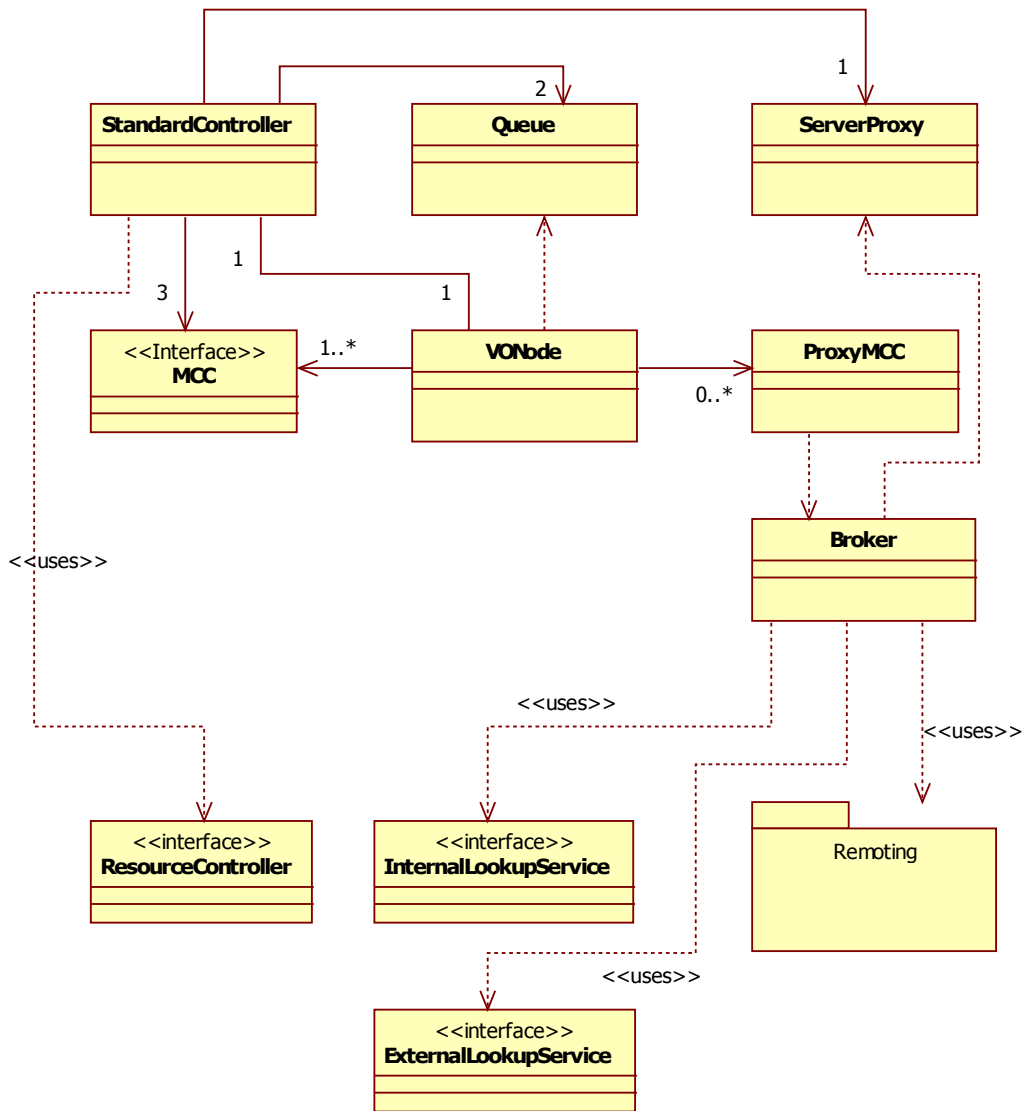 1
2
StandardController
Queue
ServerProxy
1
3
1
<<Interface>>
MCC
1..*
VONode
0..*
ProxyMCC
Broker
<<uses>>
<<uses>>
<<uses>>
<<interface>>
ResourceController
<<interface>>
InternalLookupService
Remoting
<<uses>>
<<interface>>
ExternalLookupService